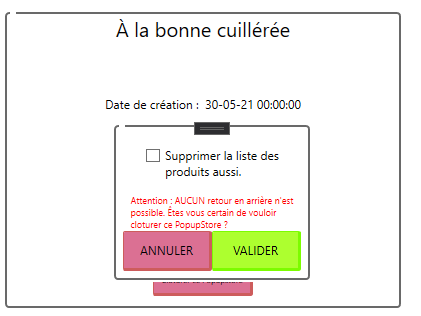 À la bonne cuillérée
Date de création : 30-05-21 00:00:00
Supprimer la liste des
produits aussi.
Attention : AUCUN retour en arrière n'est
possible. Êtes vous certain de vouloir
cloturer ce PopupStore ?
ANNULER VALIDER